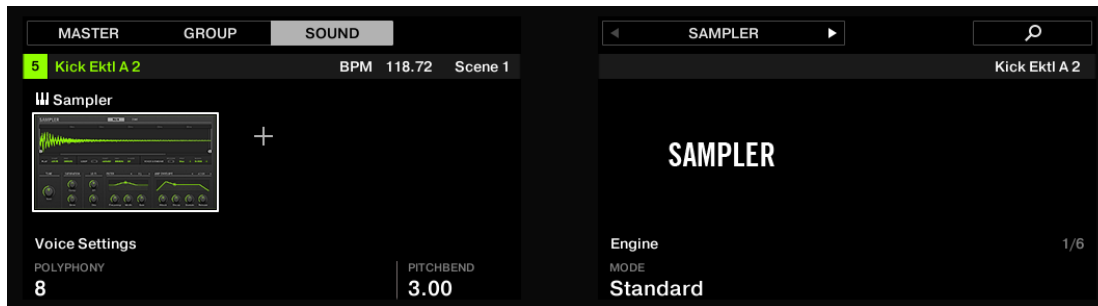 MASTER GROUP SOUND
5 Kick Ektl A 2 BPM 118.72 Scene 1
Sampler
Voice Settings
POLYPHONY PITCHBEND
8 3.00
SAMPLER
Kick Ektl A 2
SAMPLER
Engine 1/6
MODE
Standard